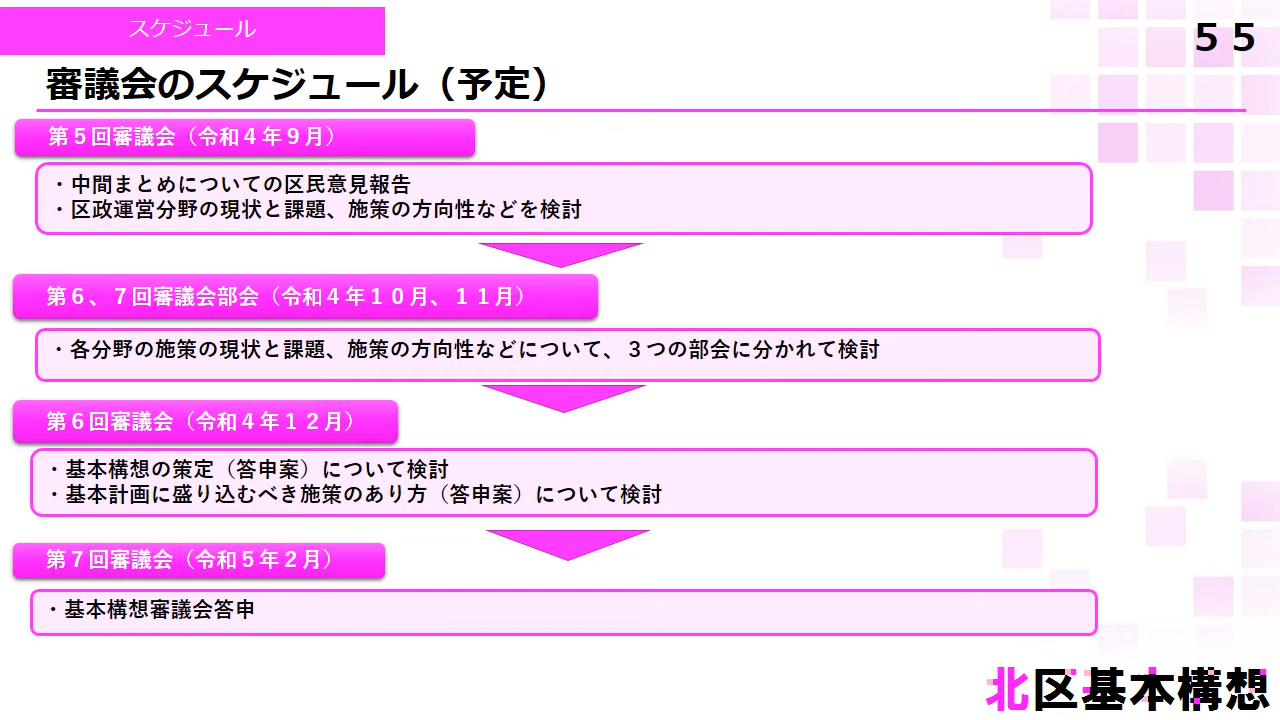 スケジュール
５５
審議会のスケジュール（予定）
第５回審議会（令和４年９月）
・中間まとめについての区民意見報告
・区政運営分野の現状と課題、施策の方向性などを検討
第６、７回審議会部会（令和４年１０月、１１月）
・各分野の施策の現状と課題、施策の方向性などについて、３つの部会に分かれて検討
第６回審議会（令和４年１２月）
・基本構想の策定（答申案）について検討
・基本計画に盛り込むべき施策のあり方（答申案）について検討
第７回審議会（令和５年２月）
・基本構想審議会答申
北区基本構想